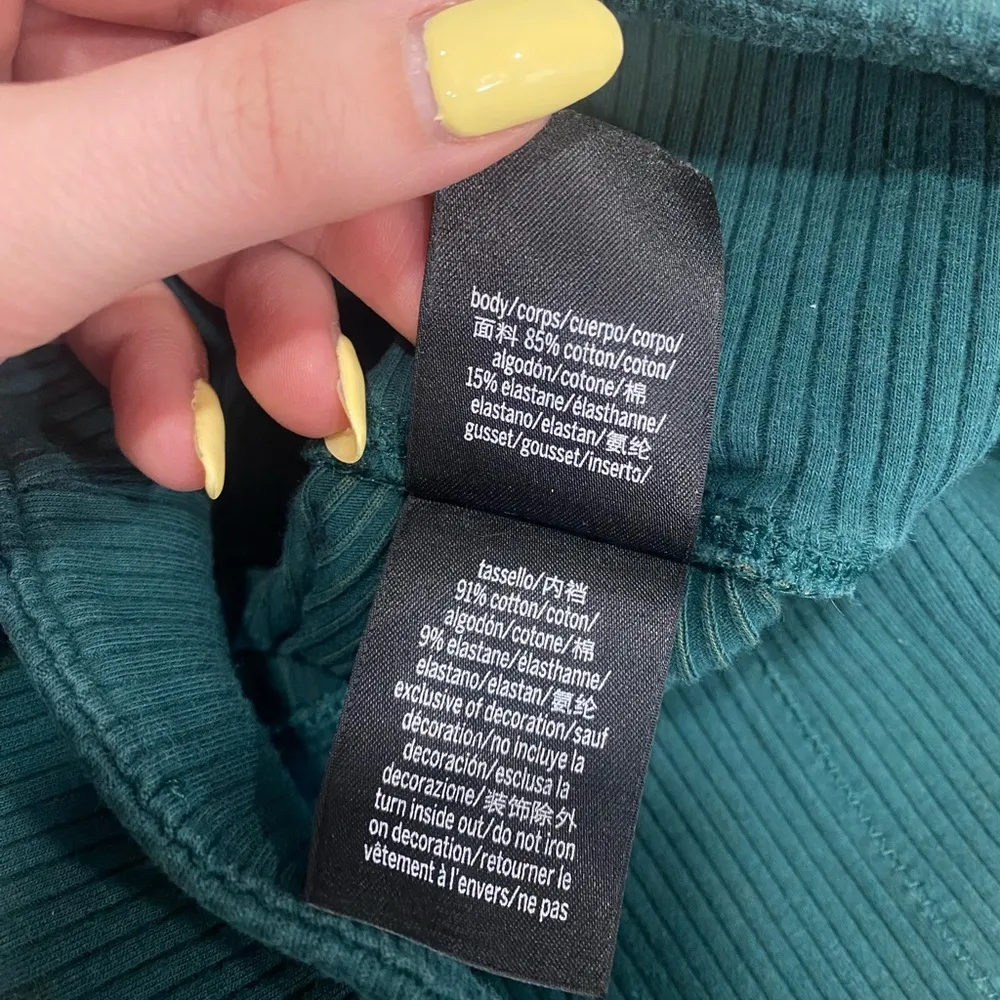 body/corps/cuerpo/corpo/
面料 85% cotton/coton/
algodón/cotone/棉
15% elastane/élasthanne/
elastano/elastan/氨纶
gusset/gousset/inserto/
tassello/内裆
91% cotton/coton/
algodón/cotone/棉
9% elastane/élasthanne/
elastano/elastan/氨纶
exclusive of decoration/sauf
décoration/no incluye la
decoración/esclusa la
decorazione/装饰除外
turn inside out/do not iron
on decoration/retourner le
vêtement à l'envers/ne pas